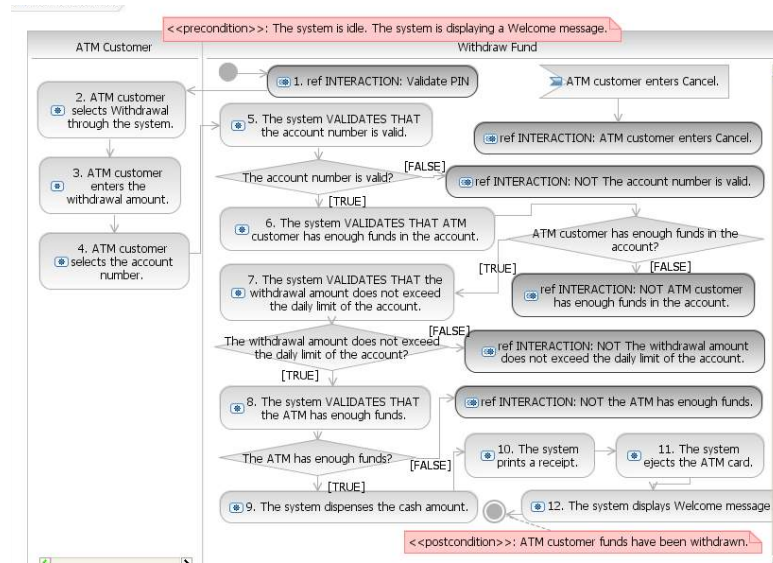 <<precondition>>: The system is idle. The system is displaying a Welcome message.
ATM Customer
Withdraw Fund
1. ref INTERACTION: Validate PIN
ATM customer enters Cancel.
2. ATM customer
selects Withdrawal
through the system.
5. The system VALIDATES THAT
the account number is valid.
ref INTERACTION: ATM customer enters Cancel.
3. ATM customer
enters the
withdrawal amount.
The account number is valid?
[FALSE]
ref INTERACTION: NOT The account number is valid.
[TRUE]
4. ATM customer
selects the account
number.
6. The system VALIDATES THAT ATM
customer has enough funds in the account.
ATM customer has enough funds in the
account?
[TRUE]
[FALSE]
7. The system VALIDATES THAT the
withdrawal amount does not exceed
the daily limit of the account.
ref INTERACTION: NOT ATM customer
has enough funds in the account.
The withdrawal amount does not exceed
the daily limit of the account?
[FALSE]
ref INTERACTION: NOT The withdrawal amount
does not exceed the daily limit of the account.
[TRUE]
8. The system VALIDATES THAT
the ATM has enough funds.
ref INTERACTION: NOT the ATM has enough funds.
The ATM has enough funds?
[FALSE]
10. The system
prints a receipt.
11. The system
ejects the ATM card.
[TRUE]
9. The system dispenses the cash amount.
12. The system displays Welcome message
<<postcondition>>: ATM customer funds have been withdrawn.